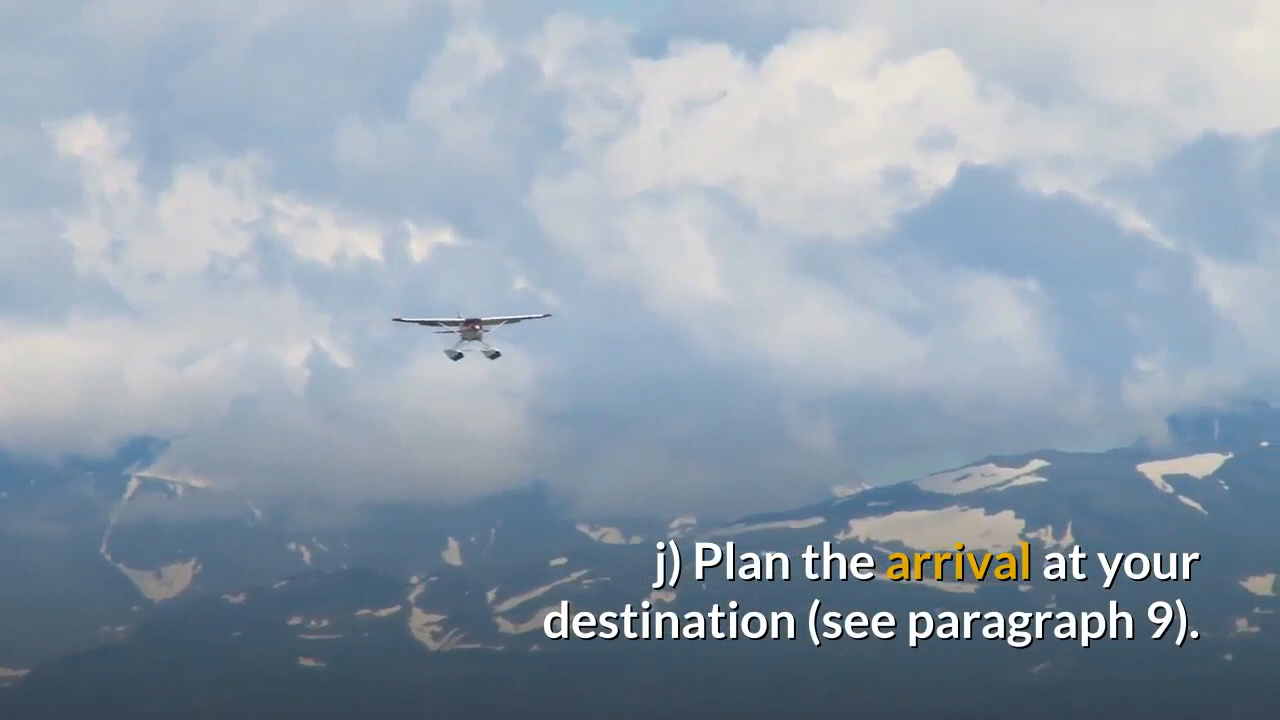 j) Plan the arrival at your
destination (see paragraph 9).